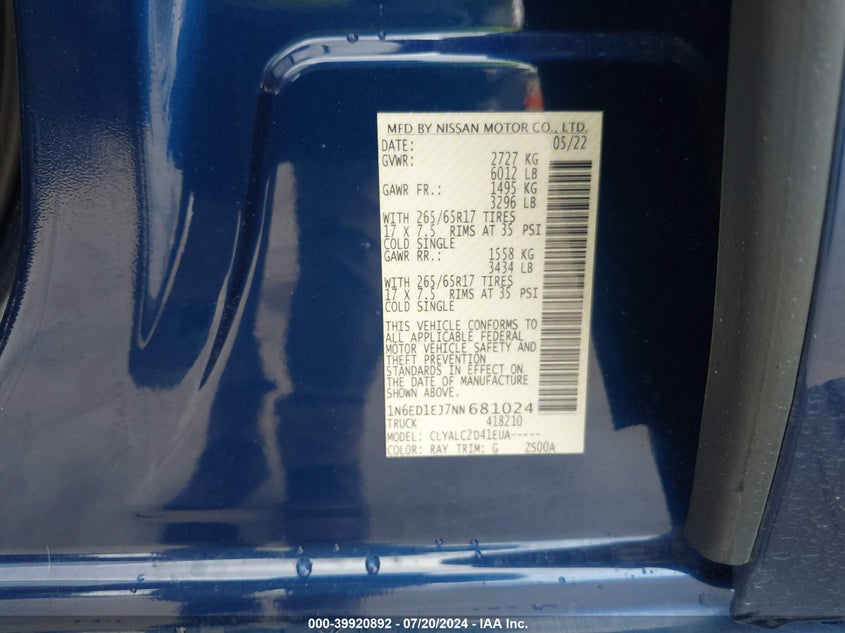 MFD BY NISSAN MOTOR CO., LTD.
DATE: 05/22
GVWR: 2727 KG
6012 LB
GAWR FR.: 1495 KG
3296 LB
WITH 265/65R17 TIRES
17 X 7.5 RIMS AT 35 PSI
COLD SINGLE
GAWR RR.: 1558 KG
3434 LB
WITH 265/65R17 TIRES
17 X 7.5 RIMS AT 35 PSI
COLD SINGLE
THIS VEHICLE CONFORMS TO
ALL APPLICABLE FEDERAL
MOTOR VEHICLE SAFETY AND
THEFT PREVENTION
STANDARDS IN EFFECT ON
THE DATE OF MANUFACTURE
SHOWN ABOVE.
1N6ED1EJ7NN681024
TRUCK 418210
MODEL: CLYALC2D41EUA-----
COLOR: RAY TRIM: G ZS00A
000-39920892 - 07/20/2024 - IAA Inc.